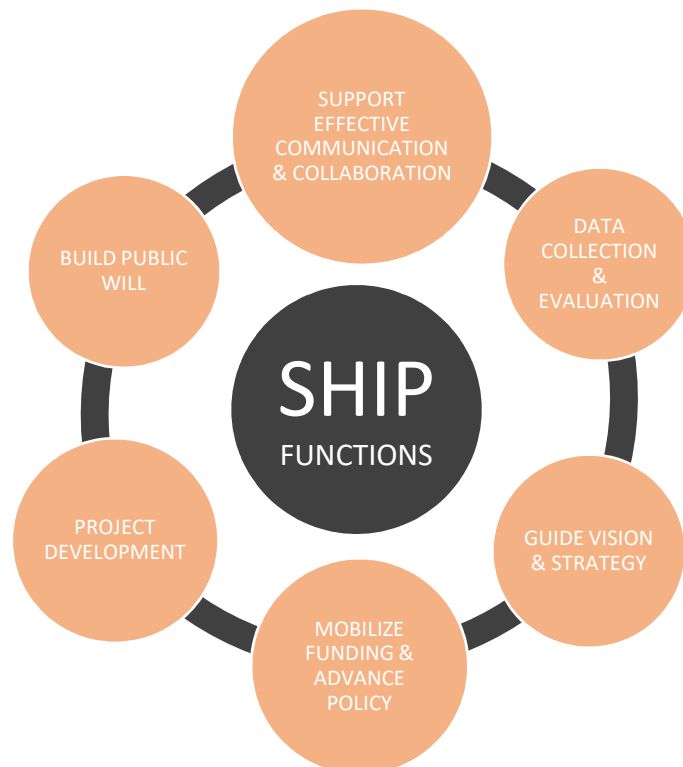 SUPPORT
EFFECTIVE
COMMUNICATION
& COLLABORATION
DATA
COLLECTION
&
EVALUATION
GUIDE VISION
& STRATEGY
MOBILIZE
FUNDING &
ADVANCE
POLICY
PROJECT
DEVELOPMENT
BUILD PUBLIC
WILL
SHIP
FUNCTIONS